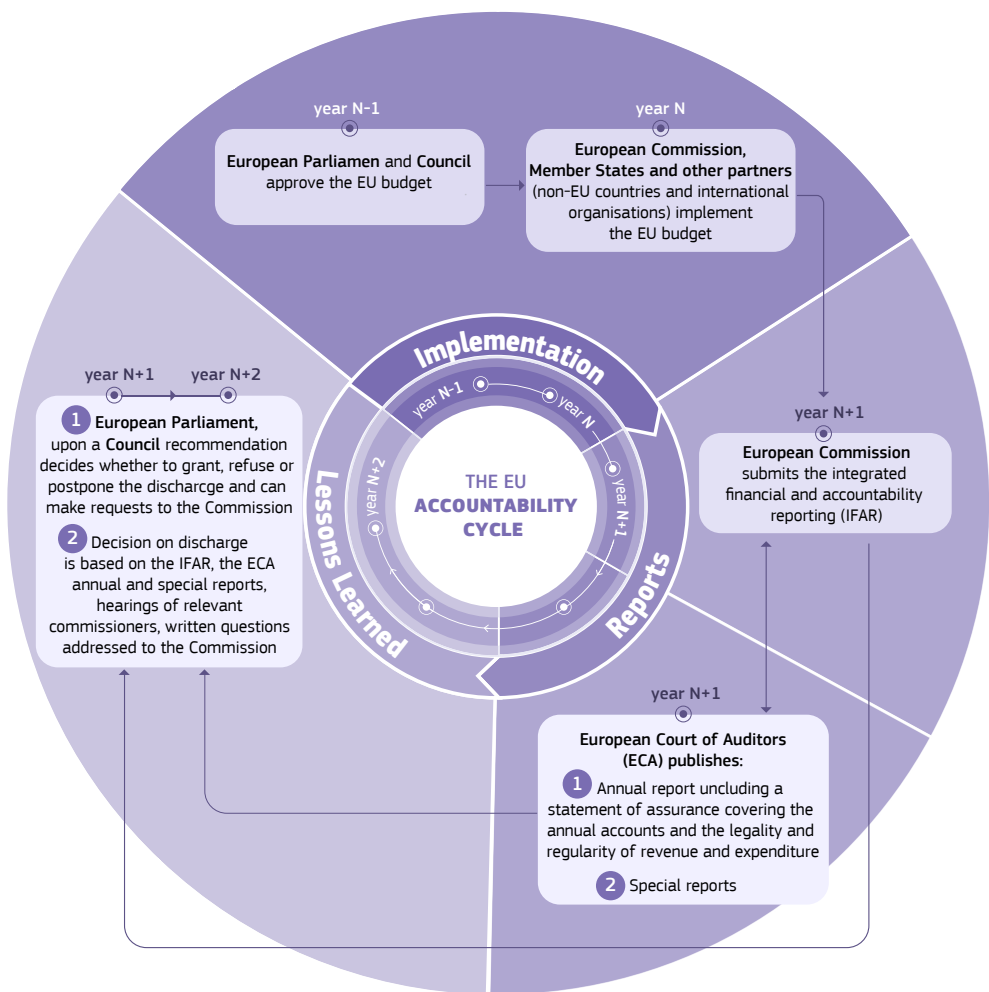 year N-1
European Parliamen and Council
approve the EU budget
year N
European Commission,
Member States and other partners
(non-EU countries and international
organisations) implement
the EU budget
year N+1
European Commission
submits the integrated
financial and accountability
reporting (IFAR)
year N+1
European Court of Auditors
(ECA) publishes:
1 Annual report uncluding a
statement of assurance covering the
annual accounts and the legality and
regularity of revenue and expenditure
2 Special reports
year N+1 year N+2
1 European Parliament,
upon a Council recommendation
decides whether to grant, refuse or
postpone the discharcge and can
make requests to the Commission
2 Decision on discharge
is based on the IFAR, the ECA
annual and special reports,
hearings of relevant
commissioners, written questions
addressed to the Commission
Implementation
Reports
Lessons Learned
year N-1
year N
year N+1
year N+2
THE EU
ACCOUNTABILITY
CYCLE